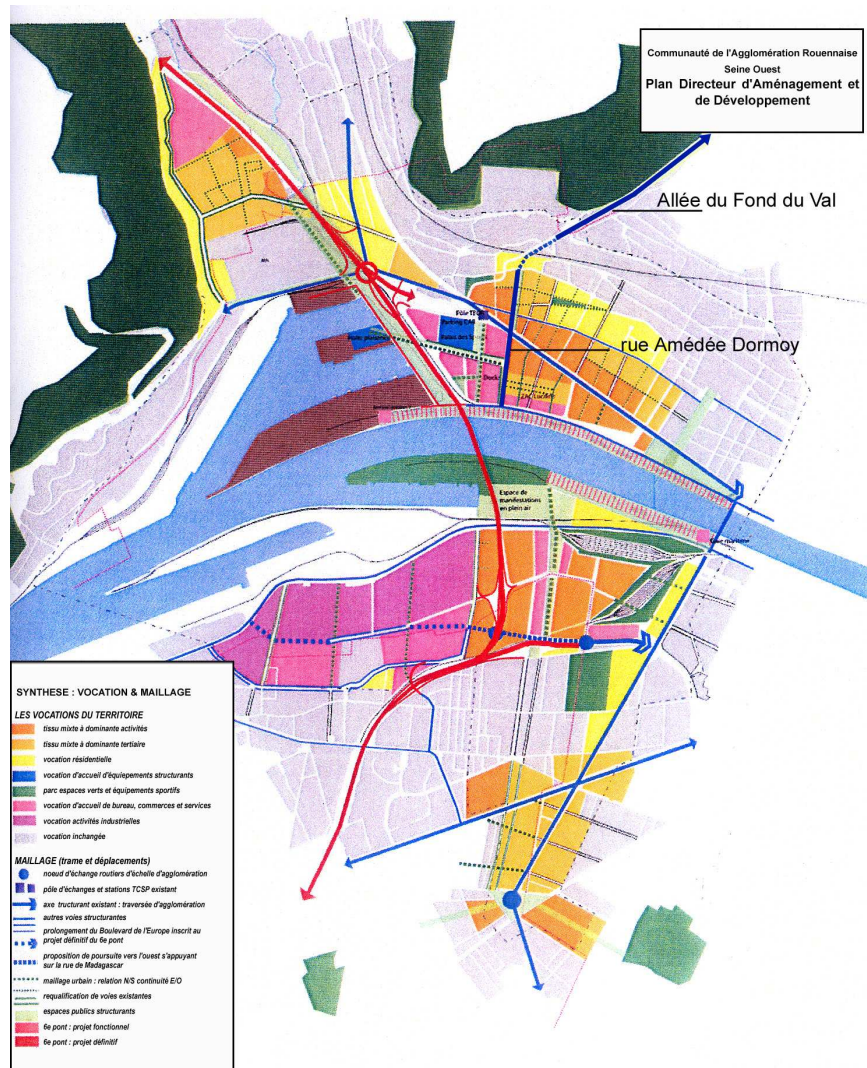 Communauté de l'Agglomération Rouennaise
Seine Ouest
Plan Directeur d'Aménagement et
de Développement
Allée du Fond du Val
rue Amédée Dormoy
Espace de
manifestations
en plein air
SYNTHESE : VOCATION & MAILLAGE
LES VOCATIONS DU TERRITOIRE
tissu mixte à dominante activités
tissu mixte à dominante tertiaire
vocation résidentielle
vocation d'accueil d'équiepements structurants
parc espaces verts et équipements sportifs
vocation d'accueil de bureau, commerces et services
vocation activités industrielles
vocation inchangée
MAILLAGE (trame et déplacements)
noeud d'échange routiers d'échelle d'agglomération
pôle d'échanges et stations TCSP existant
axe tructurant existant : traversée d'agglomération
autres voies structurantes
prolongement du Boulevard de l'Europe inscrit au
projet définitif du 6e pont
proposition de poursuite vers l'ouest s'appuyant
sur la rue de Madagascar
maillage urbain : relation N/S continuité E/O
requalification de voies existantes
espaces publics structurants
6e pont : projet fonctionnel
6e pont : projet définitif